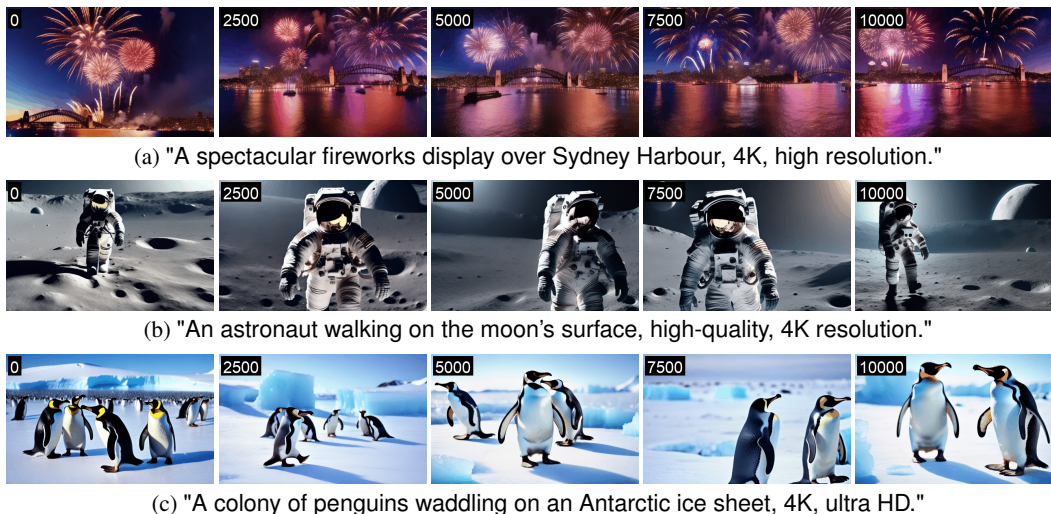 0 2500 5000 7500 10000
(a) "A spectacular fireworks display over Sydney Harbour, 4K, high resolution."
0 2500 5000 7500 10000
(b) "An astronaut walking on the moon's surface, high-quality, 4K resolution."
0 2500 5000 7500 10000
(c) "A colony of penguins waddling on an Antarctic ice sheet, 4K, ultra HD."